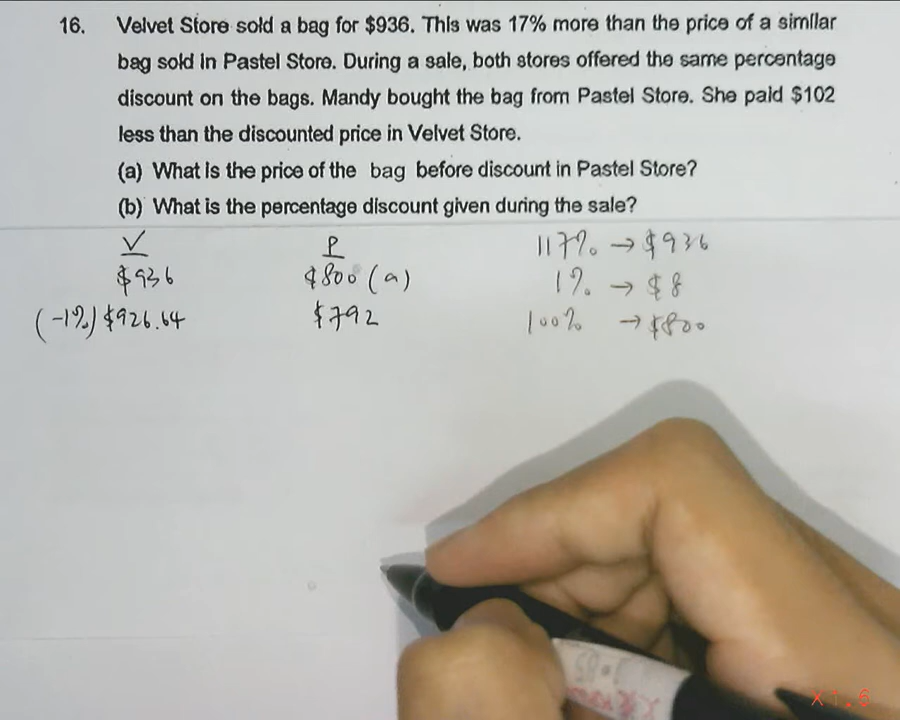 16. Velvet Store sold a bag for $936. This was 17% more than the price of a similar
bag sold in Pastel Store. During a sale, both stores offered the same percentage
discount on the bags. Mandy bought the bag from Pastel Store. She paid $102
less than the discounted price in Velvet Store.
(a) What is the price of the bag before discount in Pastel Store?
(b) What is the percentage discount given during the sale?
V P 117% → $936
$936 $800 (a) 1% → $8
(-1%) $926.64 $792 100% → $800
x1.6